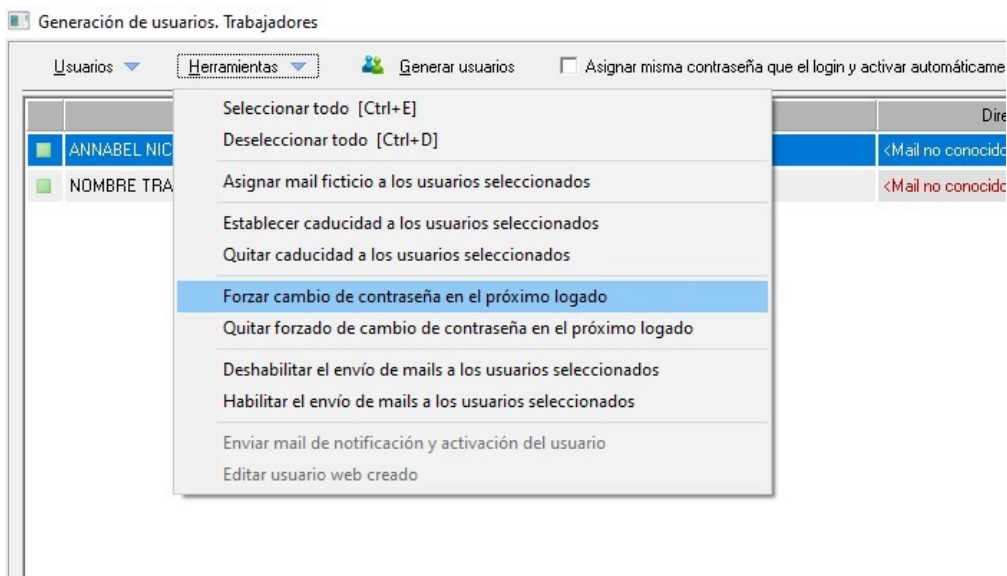 Generación de usuarios. Trabajadores
Usuarios Herramientas Generar usuarios Asignar misma contraseña que el login y activar automáticame
Dire
ANNABEL NIC <Mail no conocido
NOMBRE TRA <Mail no conocido
Seleccionar todo [Ctrl+E]
Deseleccionar todo [Ctrl+D]
Asignar mail ficticio a los usuarios seleccionados
Establecer caducidad a los usuarios seleccionados
Quitar caducidad a los usuarios seleccionados
Forzar cambio de contraseña en el próximo logado
Quitar forzado de cambio de contraseña en el próximo logado
Deshabilitar el envío de mails a los usuarios seleccionados
Habilitar el envío de mails a los usuarios seleccionados
Enviar mail de notificación y activación del usuario
Editar usuario web creado